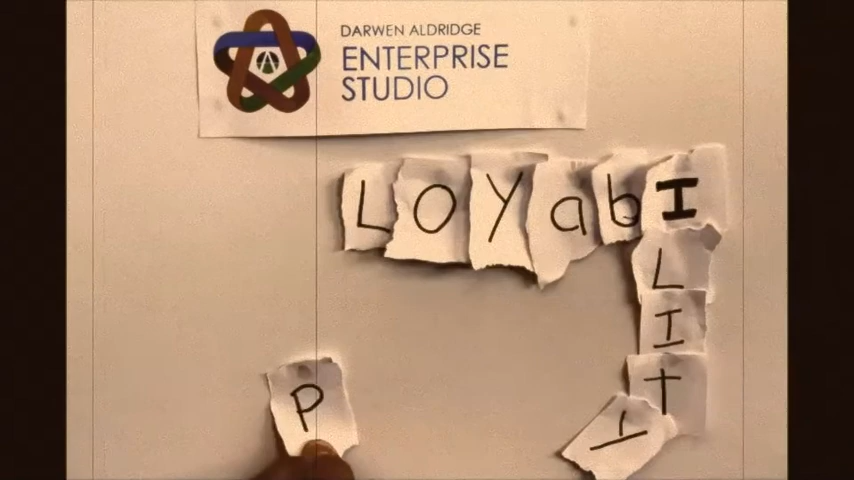 DARWEN ALDRIDGE
ENTERPRISE
STUDIO
LOYabI
L
I
T
P